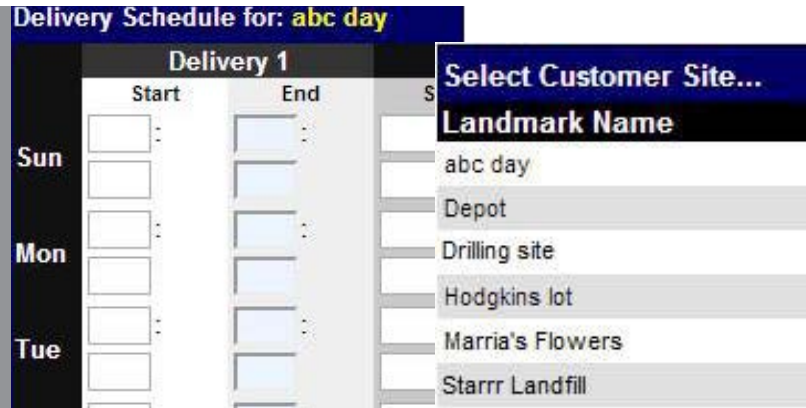 Delivery Schedule for: abc day
Delivery 1
Start End S
: :
Sun
: :
Mon
: :
Tue
Select Customer Site...
Landmark Name
abc day
Depot
Drilling site
Hodgkins lot
Marria's Flowers
Starrr Landfill